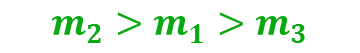 m₂ > m₁ > m₃